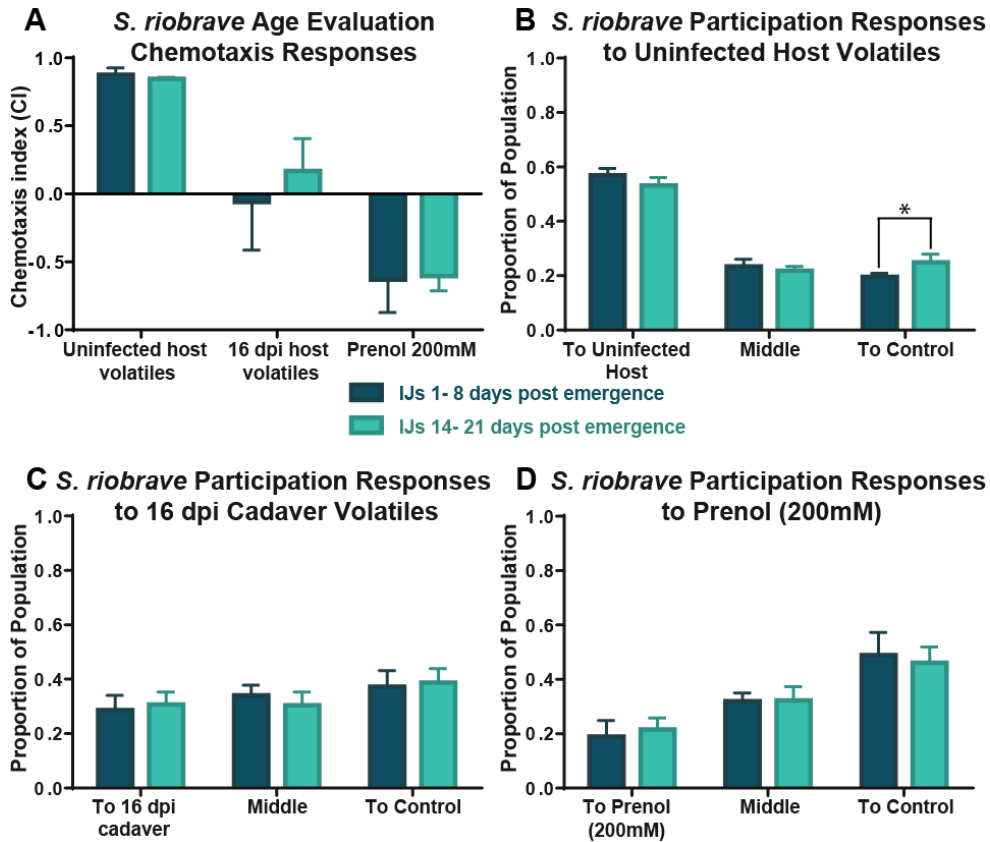 A S. riobrave Age Evaluation
Chemotaxis Responses
Chemotaxis index (CI)
1.0
0.5
0.0
-0.5
-1.0
Uninfected host
volatiles
16 dpi host
volatiles
Prenol 200mM
B S. riobrave Participation Responses
to Uninfected Host Volatiles
Proportion of Population
1.0
0.8
0.6
0.4
0.2
0.0
*
To Uninfected
Host
Middle
To Control
IJs 1- 8 days post emergence
IJs 14- 21 days post emergence
C S. riobrave Participation Responses
to 16 dpi Cadaver Volatiles
Proportion of Population
1.0
0.8
0.6
0.4
0.2
0.0
To 16 dpi
cadaver
Middle
To Control
D S. riobrave Participation Responses
to Prenol (200mM)
Proportion of Population
1.0
0.8
0.6
0.4
0.2
0.0
To Prenol
(200mM)
Middle
To Control